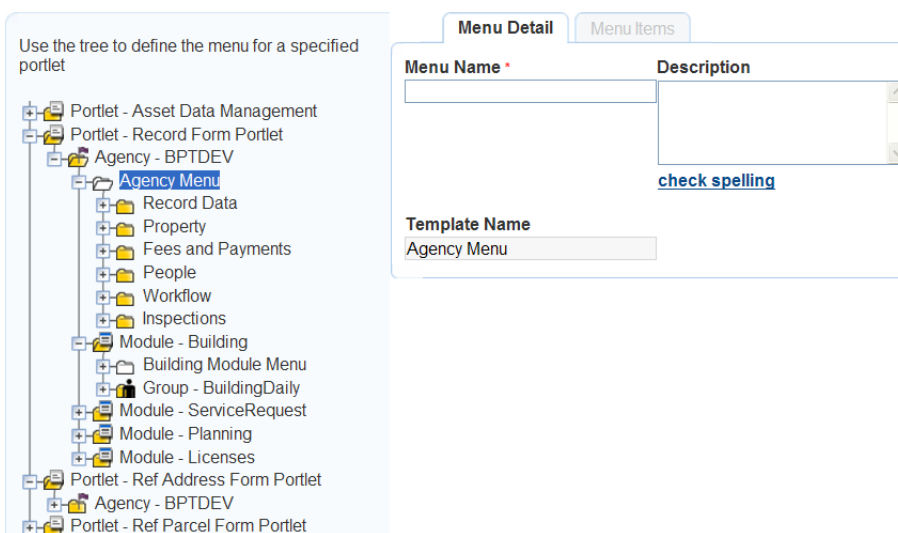 Use the tree to define the menu for a specified
portlet
Portlet - Asset Data Management
Portlet - Record Form Portlet
Agency - BPTDEV
Agency Menu
Record Data
Property
Fees and Payments
People
Workflow
Inspections
Module - Building
Building Module Menu
Group - BuildingDaily
Module - ServiceRequest
Module - Planning
Module - Licenses
Portlet - Ref Address Form Portlet
Agency - BPTDEV
Portlet - Ref Parcel Form Portlet
Menu Detail Menu Items
Menu Name * Description
check spelling
Template Name
Agency Menu